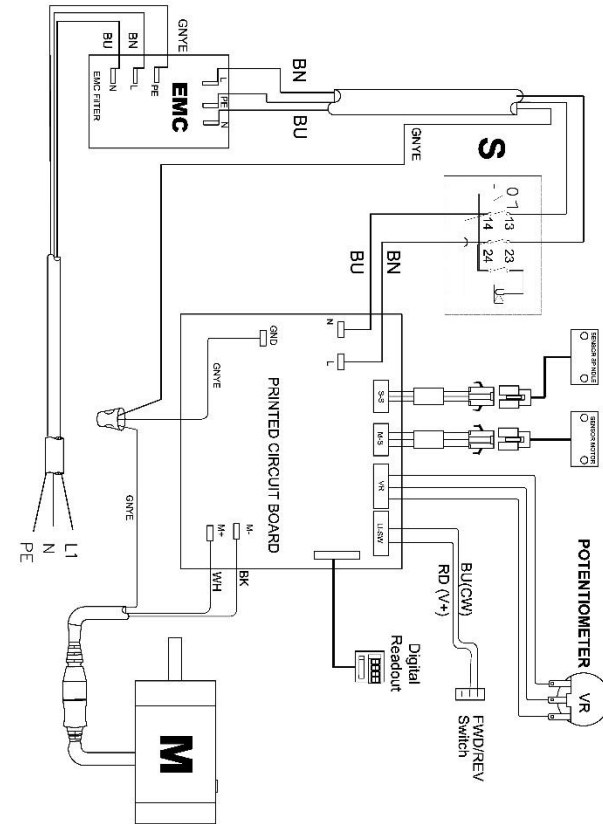 GNYE
BN
BU
EMC FilTER
N
L
PE
EMC
L
PE
N
BN
BU
GNYE
S
0 1
13
14
23
24
U<
BU
BN
N
L
GND
GNYE
PRINTED CIRCUIT BOARD
S-S
M-S
VR
M-
M+
BK
WH
GNYE
SENSOR SPINDLE
SENSOR MOTOR
POTENTIOMETER
VR
BU(CW)
RD (V+)
FWD/REV
Switch
Digital
Readout
L1
N
PE
M